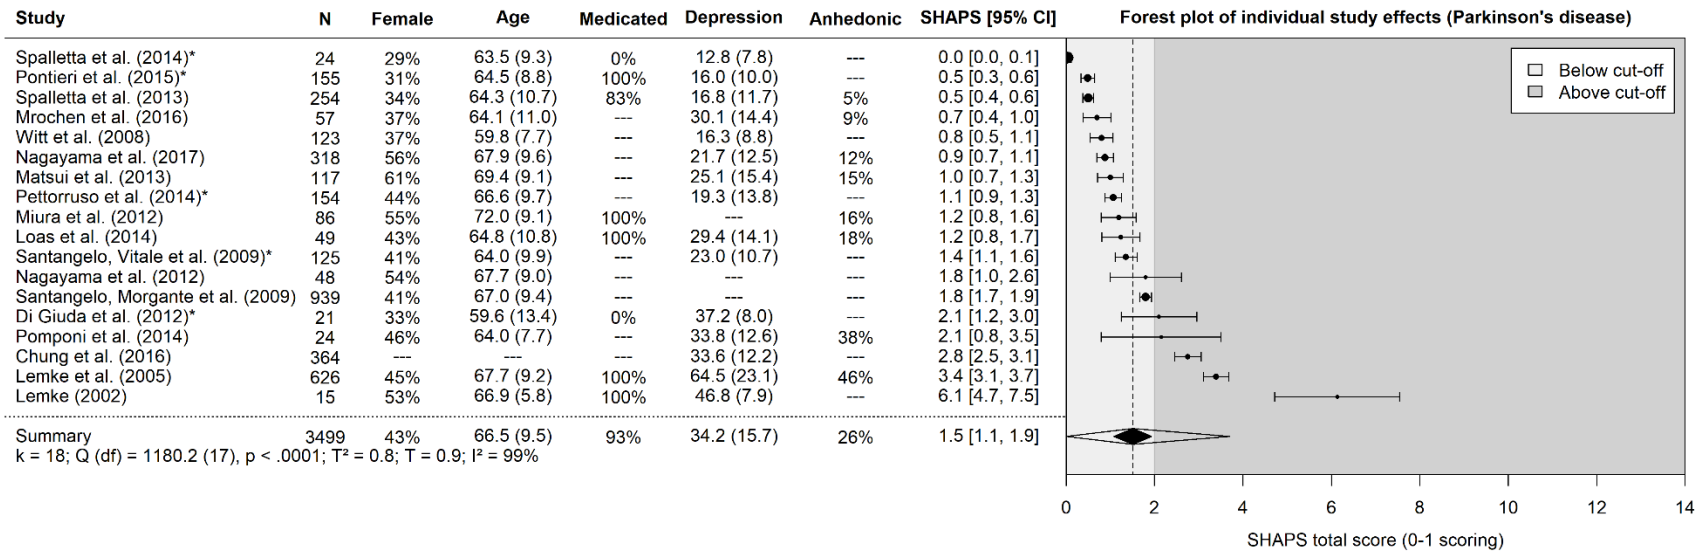 Study N Female Age Medicated Depression Anhedonic SHAPS [95% CI] Forest plot of individual study effects (Parkinson's disease)
Spalletta et al. (2014)* 24 29% 63.5 (9.3) 0% 12.8 (7.8) --- 0.0 [0.0, 0.1]
Pontieri et al. (2015)* 155 31% 64.5 (8.8) 100% 16.0 (10.0) --- 0.5 [0.3, 0.6]
Spalletta et al. (2013) 254 34% 64.3 (10.7) 83% 16.8 (11.7) 5% 0.5 [0.4, 0.6]
Mrochen et al. (2016) 57 37% 64.1 (11.0) --- 30.1 (14.4) 9% 0.7 [0.4, 1.0]
Witt et al. (2008) 123 37% 59.8 (7.7) --- 16.3 (8.8) --- 0.8 [0.5, 1.1]
Nagayama et al. (2017) 318 56% 67.9 (9.6) --- 21.7 (12.5) 12% 0.9 [0.7, 1.1]
Matsui et al. (2013) 117 61% 69.4 (9.1) --- 25.1 (15.4) 15% 1.0 [0.7, 1.3]
Pettorruso et al. (2014)* 154 44% 66.6 (9.7) --- 19.3 (13.8) --- 1.1 [0.9, 1.3]
Miura et al. (2012) 86 55% 72.0 (9.1) 100% --- 16% 1.2 [0.8, 1.6]
Loas et al. (2014) 49 43% 64.8 (10.8) 100% 29.4 (14.1) 18% 1.2 [0.8, 1.7]
Santangelo, Vitale et al. (2009)* 125 41% 64.0 (9.9) --- 23.0 (10.7) --- 1.4 [1.1, 1.6]
Nagayama et al. (2012) 48 54% 67.7 (9.0) --- --- --- 1.8 [1.0, 2.6]
Santangelo, Morgante et al. (2009) 939 41% 67.0 (9.4) --- --- --- 1.8 [1.7, 1.9]
Di Giuda et al. (2012)* 21 33% 59.6 (13.4) 0% 37.2 (8.0) --- 2.1 [1.2, 3.0]
Pomponi et al. (2014) 24 46% 64.0 (7.7) --- 33.8 (12.6) 38% 2.1 [0.8, 3.5]
Chung et al. (2016) 364 --- --- --- 33.6 (12.2) --- 2.8 [2.5, 3.1]
Lemke et al. (2005) 626 45% 67.7 (9.2) 100% 64.5 (23.1) 46% 3.4 [3.1, 3.7]
Lemke (2002) 15 53% 66.9 (5.8) 100% 46.8 (7.9) --- 6.1 [4.7, 7.5]
Summary 3499 43% 66.5 (9.5) 93% 34.2 (15.7) 26% 1.5 [1.1, 1.9]
k = 18; Q (df) = 1180.2 (17), p < .0001; T² = 0.8; T = 0.9; I² = 99%
Below cut-off
Above cut-off
0 2 4 6 8 10 12 14
SHAPS total score (0-1 scoring)